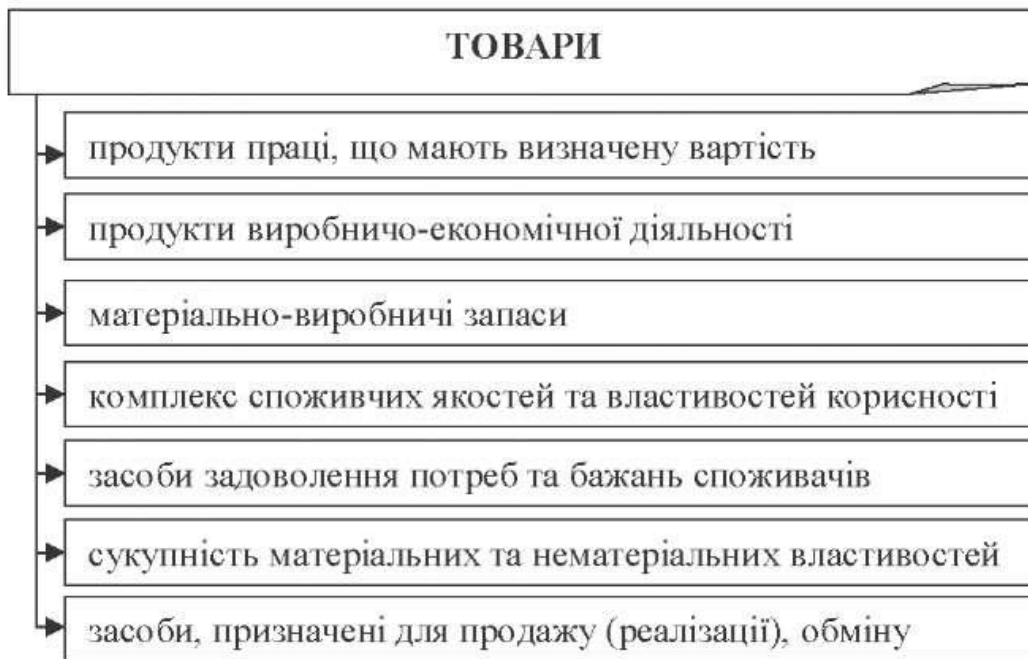 ТОВАРИ
продукти праці, що мають визначену вартість
продукти виробничо-економічної діяльності
матеріально-виробничі запаси
комплекс споживчих якостей та властивостей корисності
засоби задоволення потреб та бажань споживачів
сукупність матеріальних та нематеріальних властивостей
засоби, призначені для продажу (реалізації), обміну